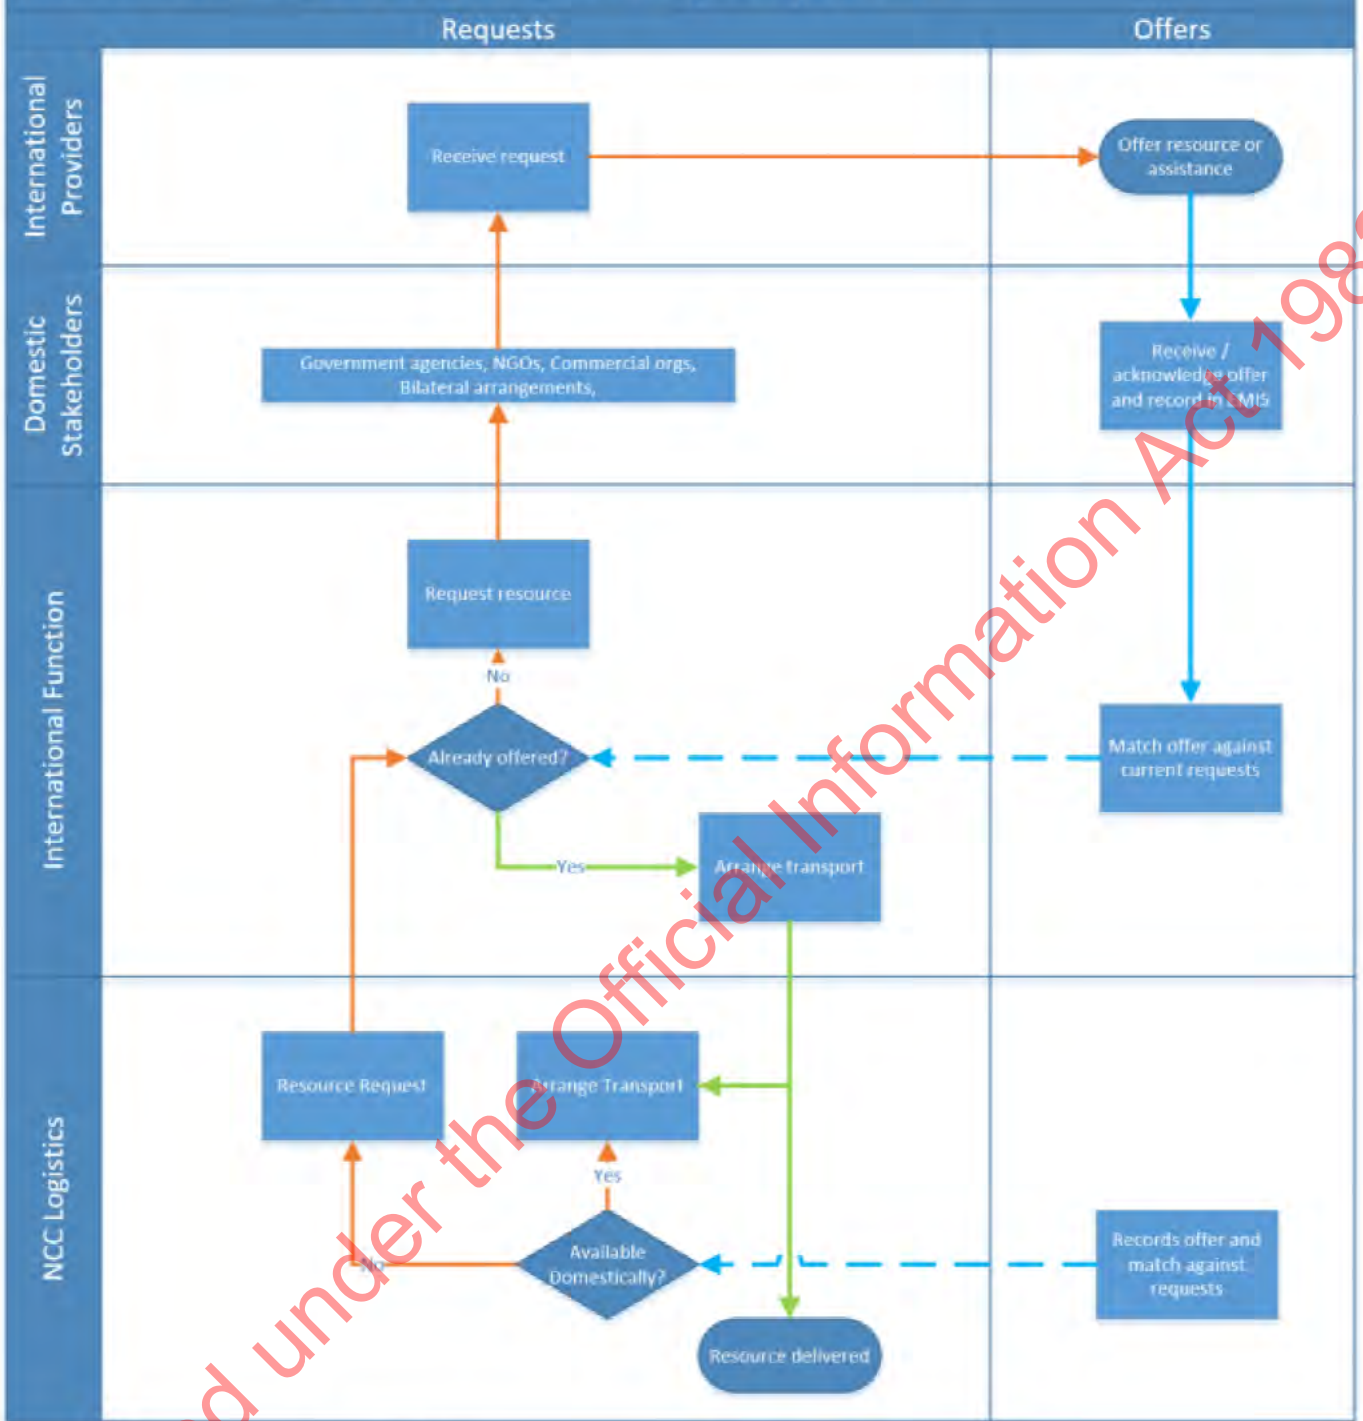 Requests
Offers
International
Providers
Receive request
Offer resource or
assistance
Domestic
Stakeholders
Government agencies, NGOs, Commercial orgs,
Bilateral arrangements,
Receive /
acknowledge offer
and record in EMIS
International Function
Request resource
No
Already offered?
Match offer against
current requests
Yes
Arrange transport
NCC Logistics
Resource Request
Arrange Transport
Yes
No
Available
Domestically?
Records offer and
match against
requests
Resource delivered
under the Official Information Act